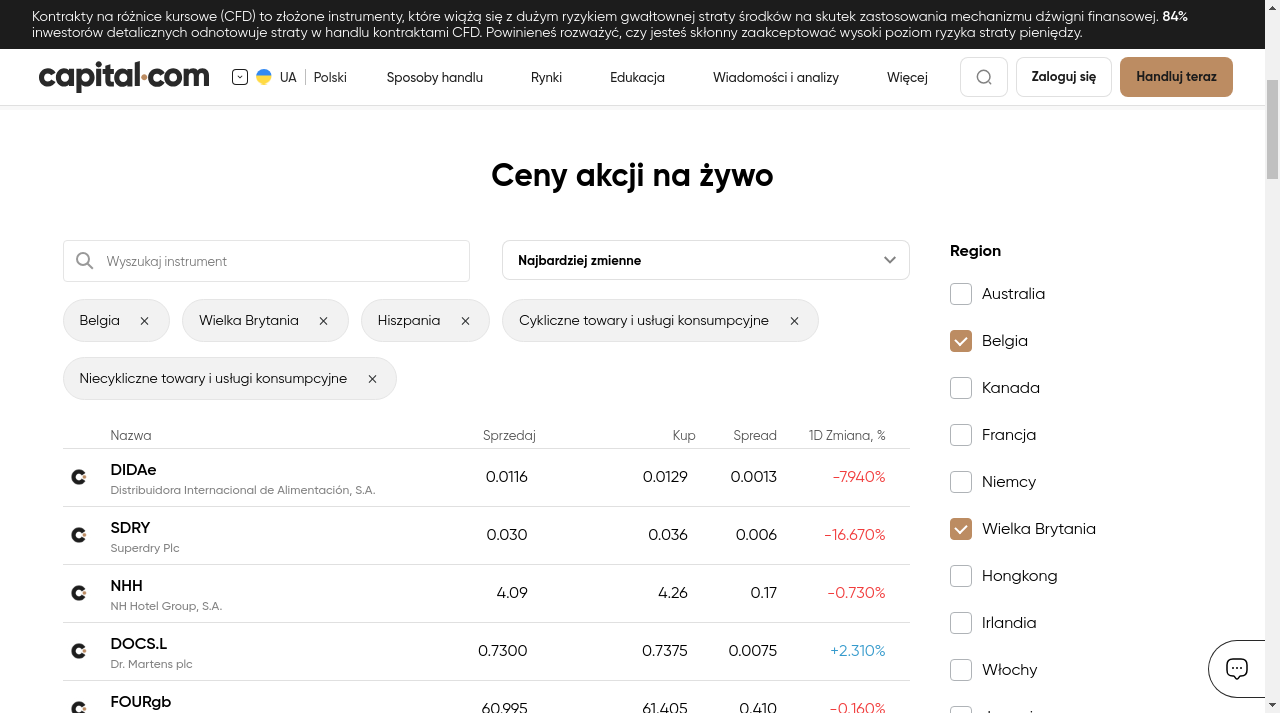 Kontrakty na różnice kursowe (CFD) to złożone instrumenty, które wiążą się z dużym ryzykiem gwałtownej straty środków na skutek zastosowania mechanizmu dźwigni finansowej. 84%
inwestorów detalicznych odnotowuje straty w handlu kontraktami CFD. Powinieneś rozważyć, czy jesteś skłonny zaakceptować wysoki poziom ryzyka straty pieniędzy.
capital.com UA Polski Sposoby handlu Rynki Edukacja Wiadomości i analizy Więcej Zaloguj się Handluj teraz
Ceny akcji na żywo
Wyszukaj instrument
Najbardziej zmienne
Belgia Wielka Brytania Hiszpania Cykliczne towary i usługi konsumpcyjne
Niecykliczne towary i usługi konsumpcyjne
Nazwa Sprzedaj Kup Spread 1D Zmiana, %
DIDAe 0.0116 0.0129 0.0013 -7.940%
Distribuidora Internacional de Alimentación, S.A.
SDRY 0.030 0.036 0.006 -16.670%
Superdry Plc
NHH 4.09 4.26 0.17 -0.730%
NH Hotel Group, S.A.
DOCS.L 0.7300 0.7375 0.0075 +2.310%
Dr. Martens plc
FOURgb 60.995 61.405 0.410 -0.160%
Region
Australia
Belgia
Kanada
Francja
Niemcy
Wielka Brytania
Hongkong
Irlandia
Włochy